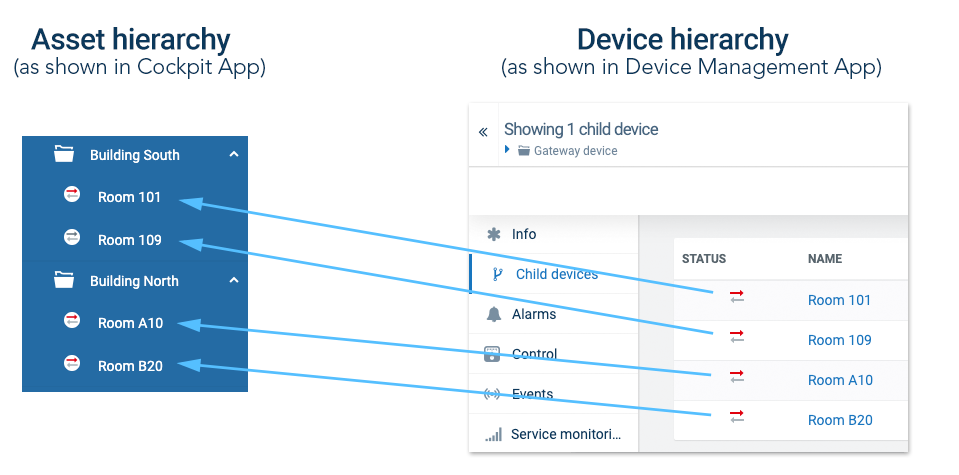 Asset hierarchy
(as shown in Cockpit App)
Building South
Room 101
Room 109
Building North
Room A10
Room B20
Device hierarchy
(as shown in Device Management App)
«
Showing 1 child device
Gateway device
Info
Child devices
Alarms
Control
Events
Service monitori...
STATUS NAME
Room 101
Room 109
Room A10
Room B20